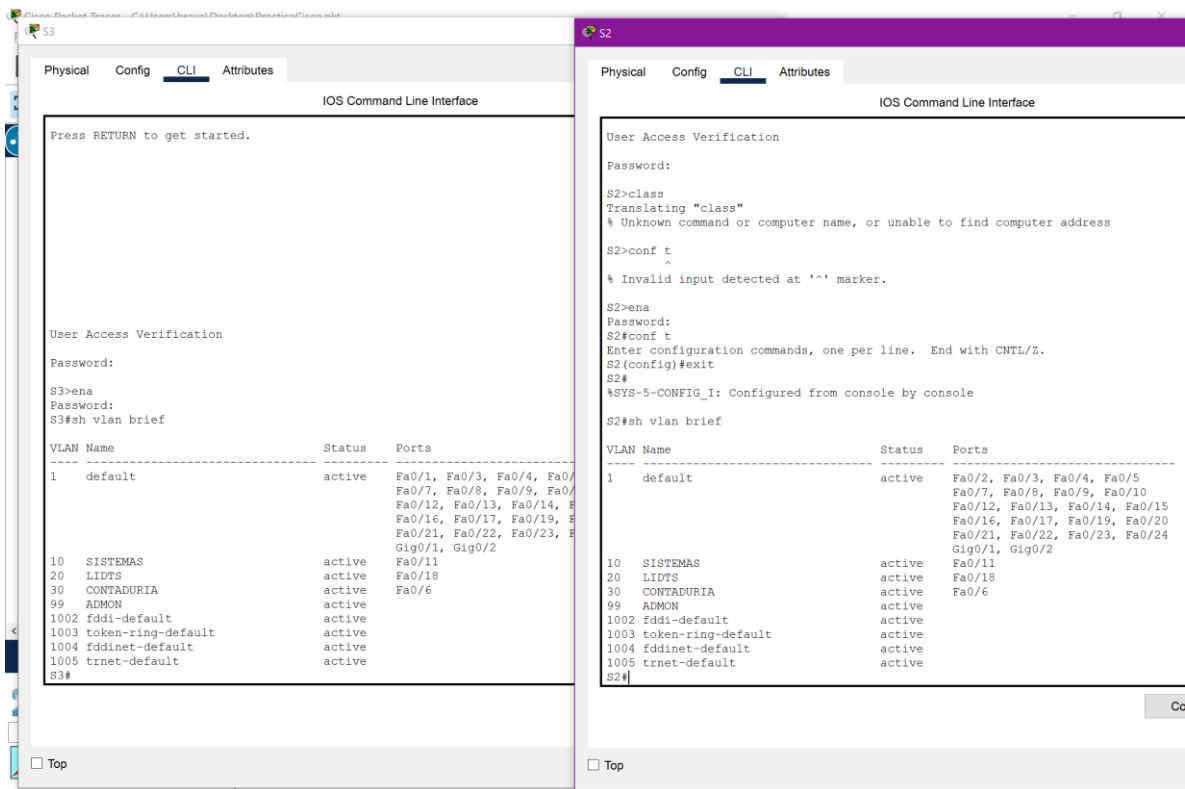 Cisco Packet Tracer - C:\Users\brava\Desktop\PracticaCisco.pkt
S3
Physical Config CLI Attributes
IOS Command Line Interface
Press RETURN to get started.
User Access Verification
Password:
S3>ena
Password:
S3#sh vlan brief
VLAN Name Status Ports
---- -------------------------------- --------- -------------------------------
1 default active Fa0/1, Fa0/3, Fa0/4, Fa0/
Fa0/7, Fa0/8, Fa0/9, Fa0/
Fa0/12, Fa0/13, Fa0/14, F
Fa0/16, Fa0/17, Fa0/19, F
Fa0/21, Fa0/22, Fa0/23, F
Gig0/1, Gig0/2
10 SISTEMAS active Fa0/11
20 LIDTS active Fa0/18
30 CONTADURIA active Fa0/6
99 ADMON active
1002 fddi-default active
1003 token-ring-default active
1004 fddinet-default active
1005 trnet-default active
S3#
Top
S2
Physical Config CLI Attributes
IOS Command Line Interface
User Access Verification
Password:
S2>class
Translating "class"
% Unknown command or computer name, or unable to find computer address
S2>conf t
^
% Invalid input detected at '^' marker.
S2>ena
Password:
S2#conf t
Enter configuration commands, one per line. End with CNTL/Z.
S2(config)#exit
S2#
%SYS-5-CONFIG_I: Configured from console by console
S2#sh vlan brief
VLAN Name Status Ports
---- -------------------------------- --------- -------------------------------
1 default active Fa0/2, Fa0/3, Fa0/4, Fa0/5
Fa0/7, Fa0/8, Fa0/9, Fa0/10
Fa0/12, Fa0/13, Fa0/14, Fa0/15
Fa0/16, Fa0/17, Fa0/19, Fa0/20
Fa0/21, Fa0/22, Fa0/23, Fa0/24
Gig0/1, Gig0/2
10 SISTEMAS active Fa0/11
20 LIDTS active Fa0/18
30 CONTADURIA active Fa0/6
99 ADMON active
1002 fddi-default active
1003 token-ring-default active
1004 fddinet-default active
1005 trnet-default active
S2#
Co
Top